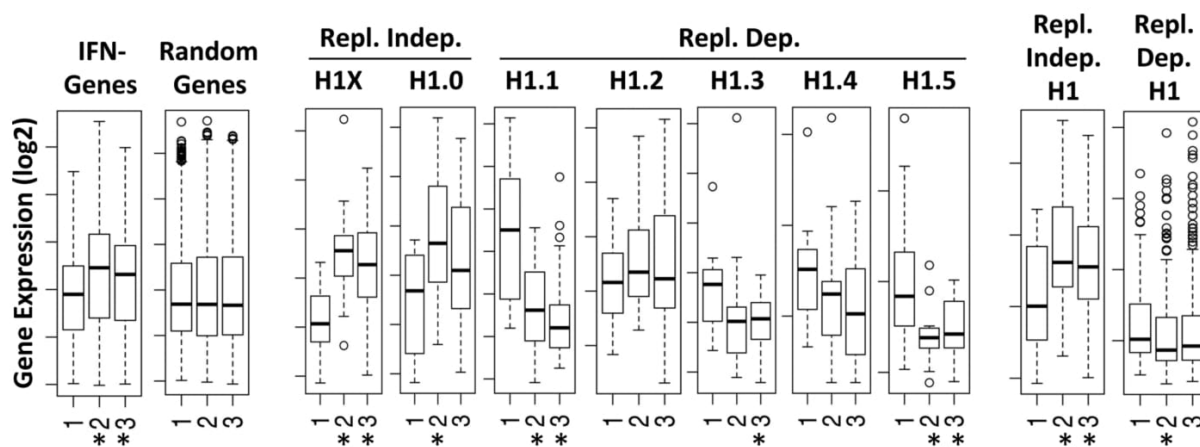 IFN-
Genes
Random
Genes
Repl. Indep.
Repl. Dep.
H1X
H1.0
H1.1
H1.2
H1.3
H1.4
H1.5
Repl.
Indep.
H1
Repl.
Dep.
H1
Gene Expression (log2)
1 *2 *3
1 2 3
1 *2 *3
1 *2 3
1 *2 *3
1 2 3
1 2 *3
1 2 3
1 *2 *3
1 *2 *3
1 *2 3